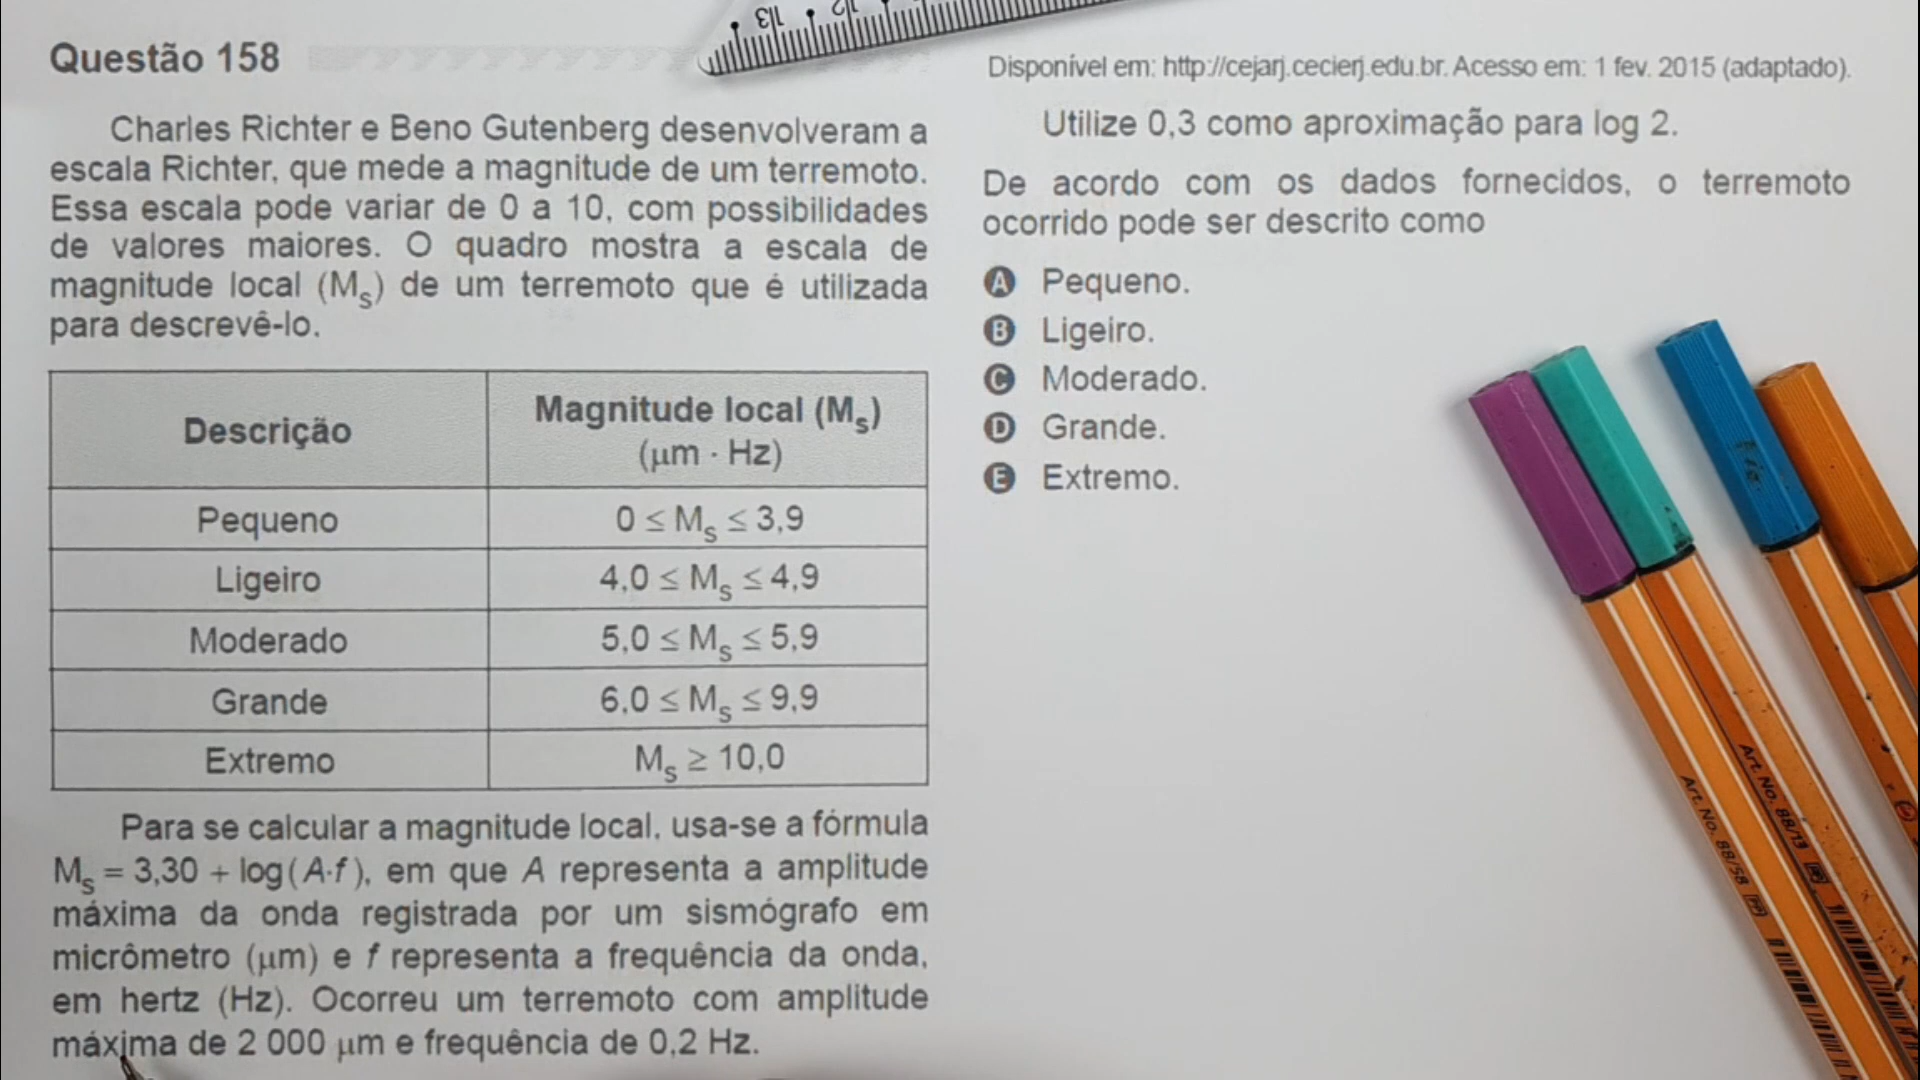 Questão 158
Charles Richter e Beno Gutenberg desenvolveram a
escala Richter, que mede a magnitude de um terremoto.
Essa escala pode variar de 0 a 10, com possibilidades
de valores maiores. O quadro mostra a escala de
magnitude local (Mₛ) de um terremoto que é utilizada
para descrevê-lo.
Descrição
Magnitude local (Mₛ)
(μm · Hz)
Pequeno
0 ≤ Mₛ ≤ 3,9
Ligeiro
4,0 ≤ Mₛ ≤ 4,9
Moderado
5,0 ≤ Mₛ ≤ 5,9
Grande
6,0 ≤ Mₛ ≤ 9,9
Extremo
Mₛ ≥ 10,0
Para se calcular a magnitude local, usa-se a fórmula
Mₛ = 3,30 + log(A·f), em que A representa a amplitude
máxima da onda registrada por um sismógrafo em
micrômetro (μm) e f representa a frequência da onda,
em hertz (Hz). Ocorreu um terremoto com amplitude
máxima de 2 000 μm e frequência de 0,2 Hz.
Disponível em: http://cejarj.cecierj.edu.br. Acesso em: 1 fev. 2015 (adaptado).
Utilize 0,3 como aproximação para log 2.
De acordo com os dados fornecidos, o terremoto
ocorrido pode ser descrito como
A Pequeno.
B Ligeiro.
C Moderado.
D Grande.
E Extremo.
13
12
Art. No. 88/58
Art. No. 88/13